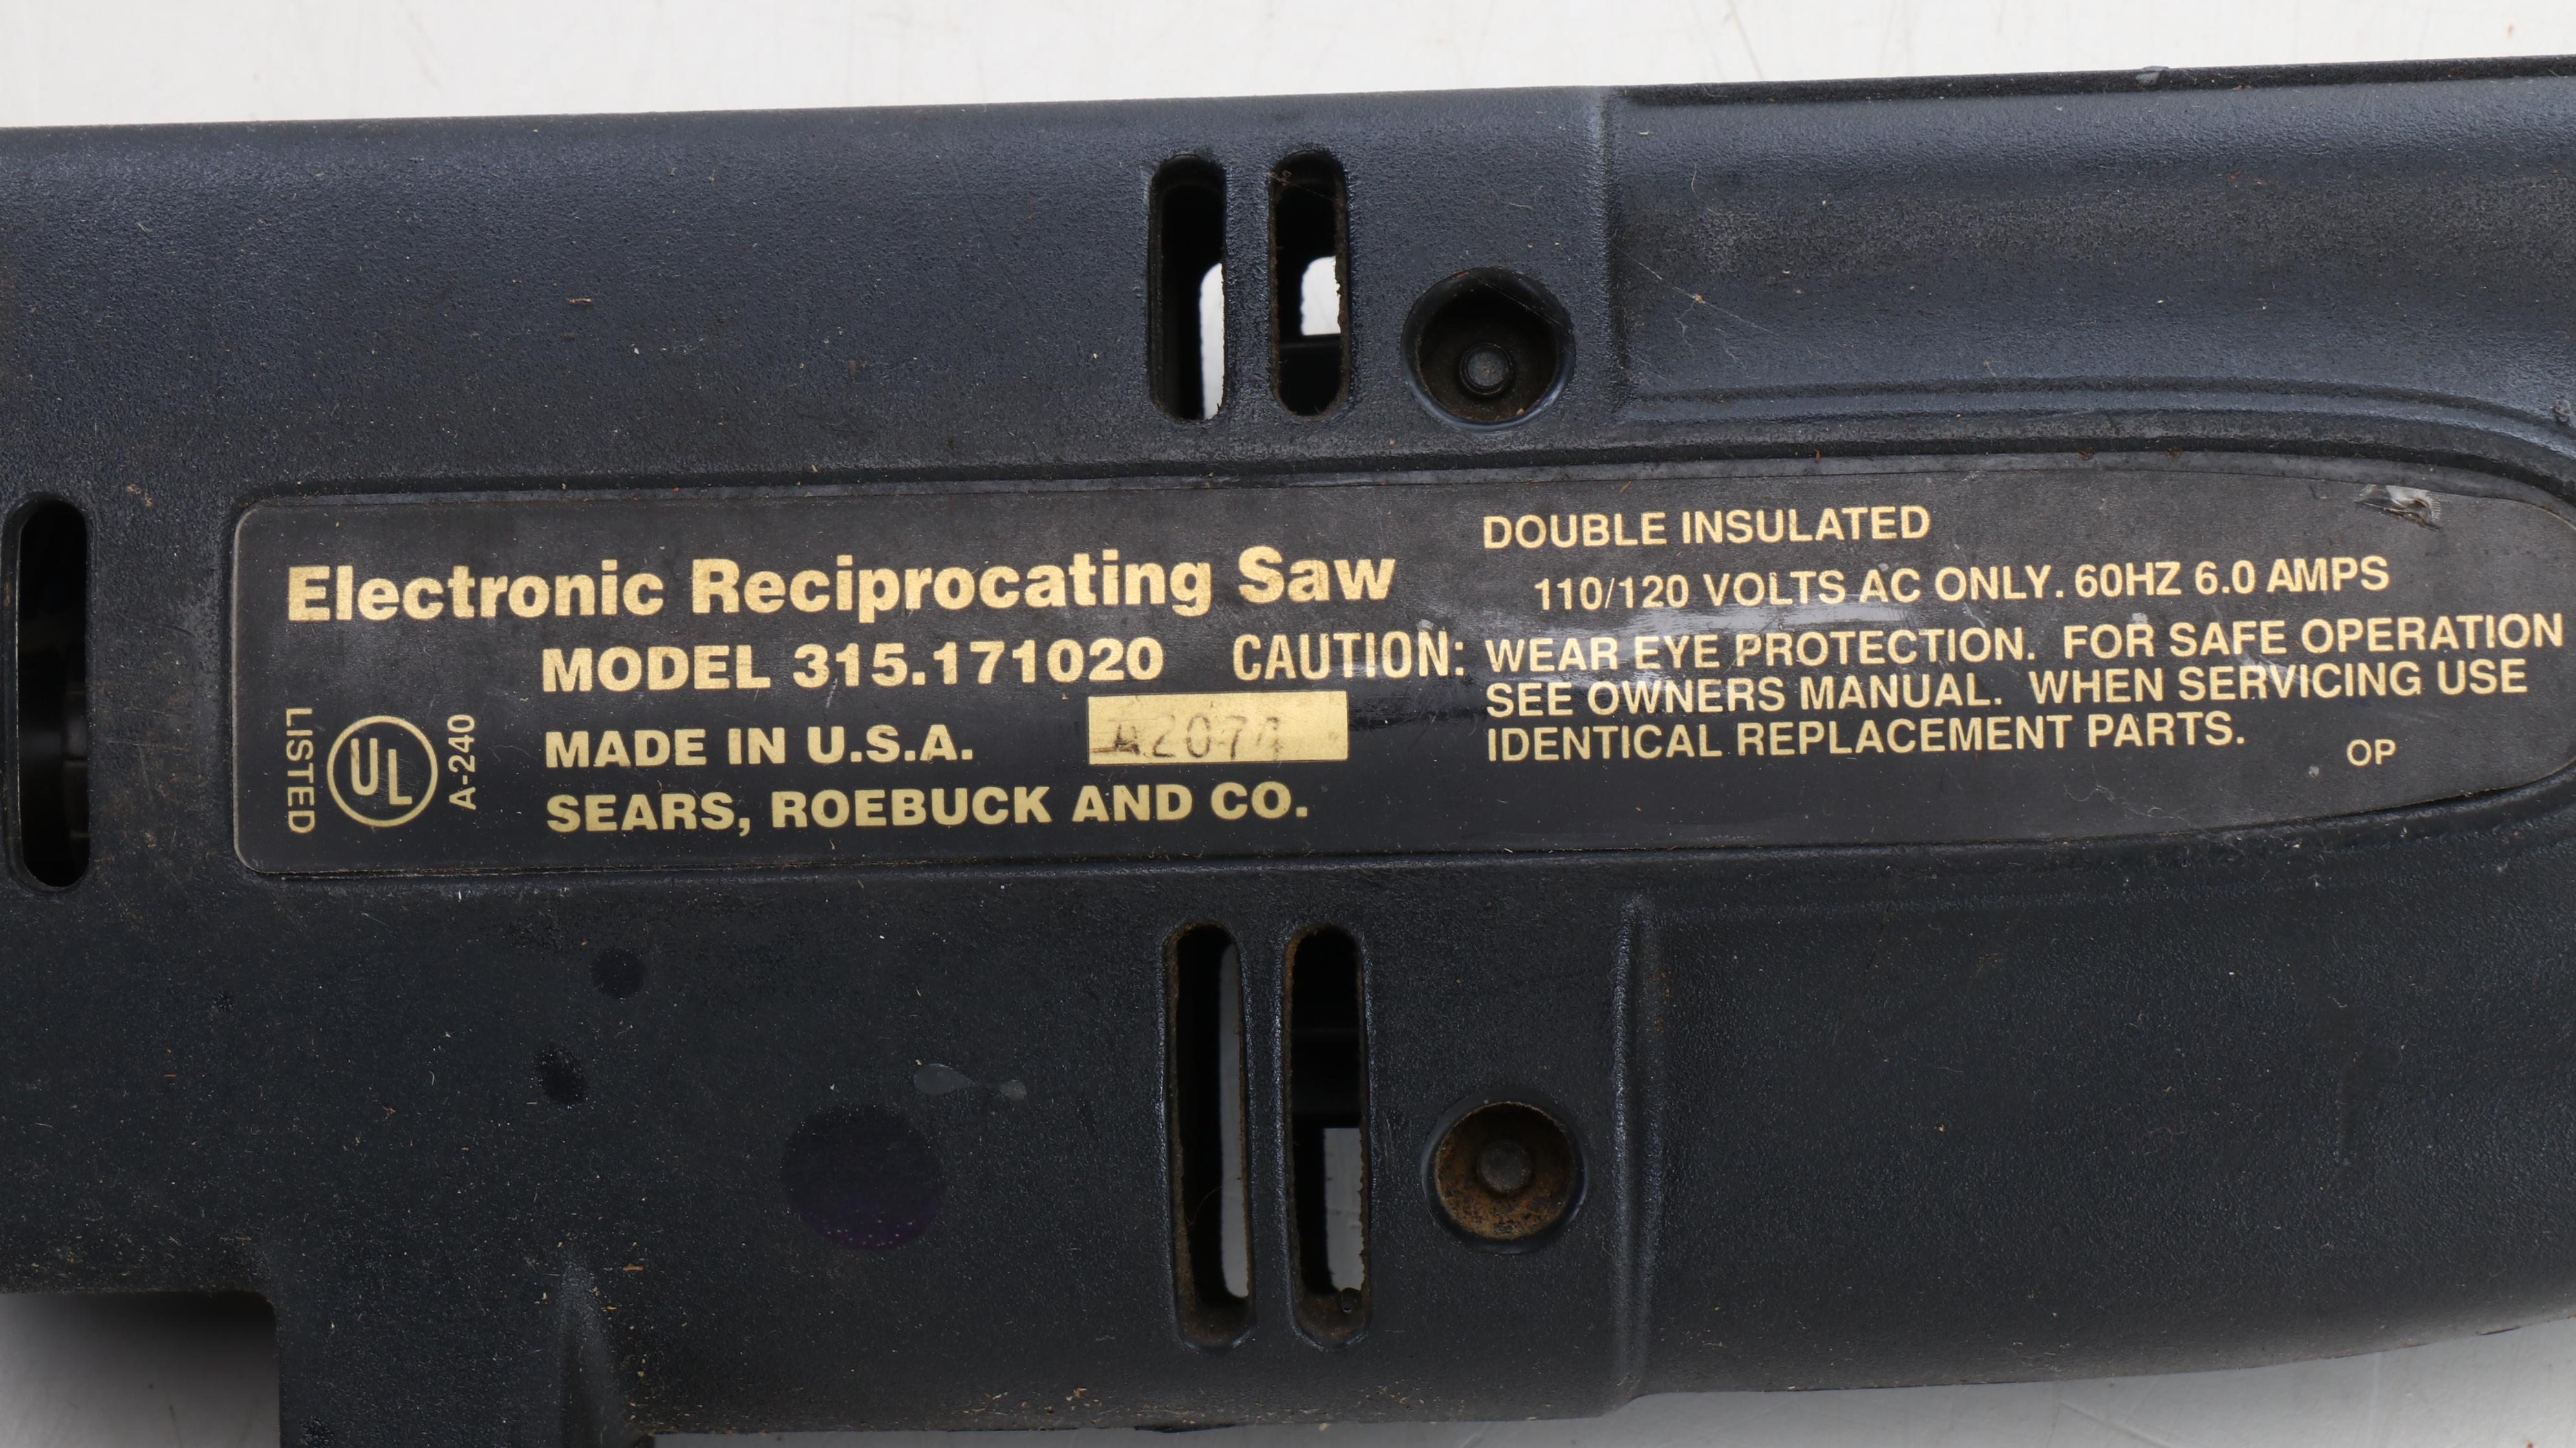 Electronic Reciprocating Saw
MODEL 315.171020
LISTED
UL
A-240
MADE IN U.S.A.
SEARS, ROEBUCK AND CO.
DOUBLE INSULATED
110/120 VOLTS AC ONLY. 60HZ 6.0 AMPS
CAUTION: WEAR EYE PROTECTION. FOR SAFE OPERATION
SEE OWNERS MANUAL. WHEN SERVICING USE
IDENTICAL REPLACEMENT PARTS.
OP